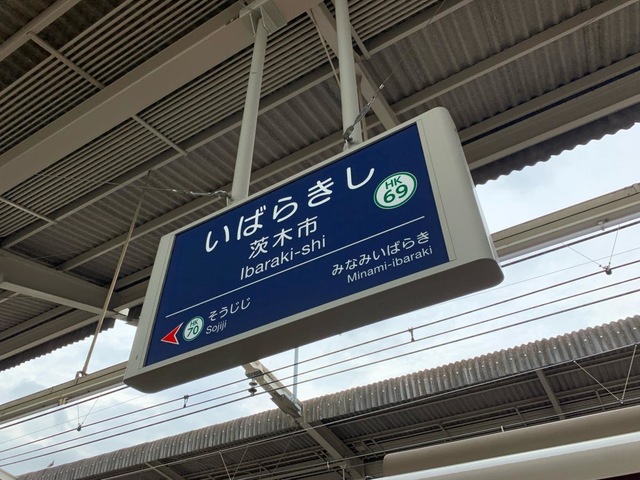 いばらきし
HK
69
茨木市
Ibaraki-shi
みなみいばらき
Minami-ibaraki
HK
70
そうじじ
Sojiji